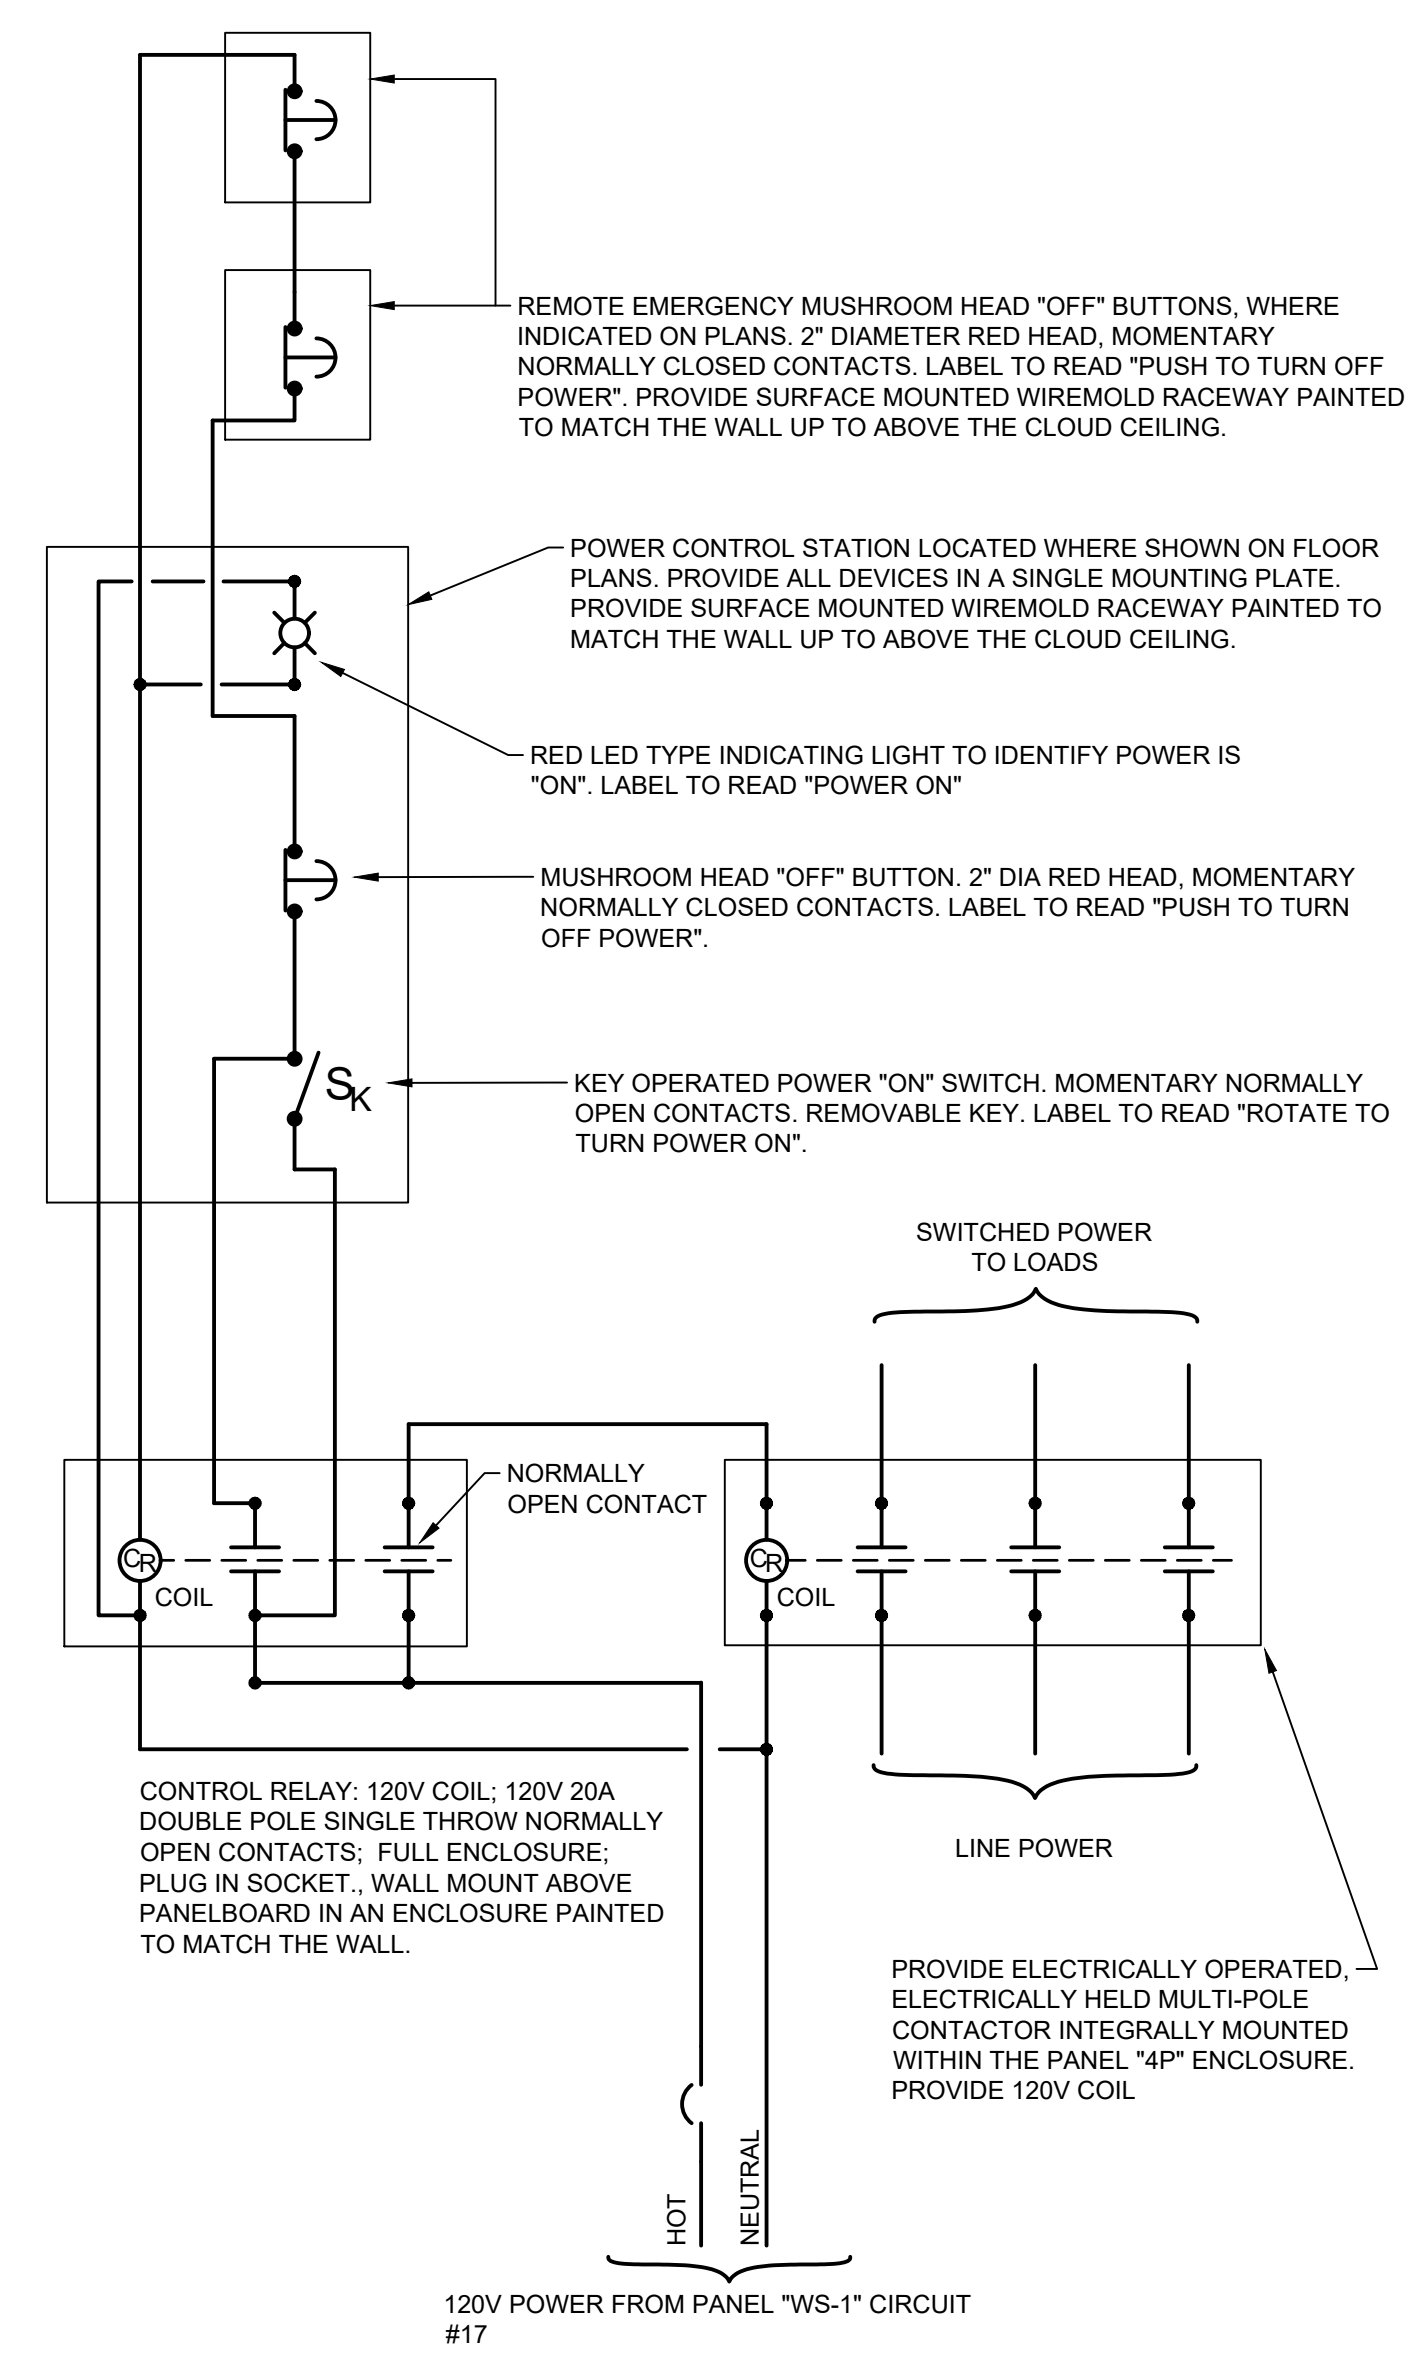 REMOTE EMERGENCY MUSHROOM HEAD "OFF" BUTTONS, WHERE
INDICATED ON PLANS. 2" DIAMETER RED HEAD, MOMENTARY
NORMALLY CLOSED CONTACTS. LABEL TO READ "PUSH TO TURN OFF
POWER". PROVIDE SURFACE MOUNTED WIREMOLD RACEWAY PAINTED
TO MATCH THE WALL UP TO ABOVE THE CLOUD CEILING.
POWER CONTROL STATION LOCATED WHERE SHOWN ON FLOOR
PLANS. PROVIDE ALL DEVICES IN A SINGLE MOUNTING PLATE.
PROVIDE SURFACE MOUNTED WIREMOLD RACEWAY PAINTED TO
MATCH THE WALL UP TO ABOVE THE CLOUD CEILING.
RED LED TYPE INDICATING LIGHT TO IDENTIFY POWER IS
"ON". LABEL TO READ "POWER ON"
MUSHROOM HEAD "OFF" BUTTON. 2" DIA RED HEAD, MOMENTARY
NORMALLY CLOSED CONTACTS. LABEL TO READ "PUSH TO TURN
OFF POWER".
SK
KEY OPERATED POWER "ON" SWITCH. MOMENTARY NORMALLY
OPEN CONTACTS. REMOVABLE KEY. LABEL TO READ "ROTATE TO
TURN POWER ON".
SWITCHED POWER
TO LOADS
NORMALLY
OPEN CONTACT
CR
COIL
CR
COIL
LINE POWER
CONTROL RELAY: 120V COIL; 120V 20A
DOUBLE POLE SINGLE THROW NORMALLY
OPEN CONTACTS; FULL ENCLOSURE;
PLUG IN SOCKET., WALL MOUNT ABOVE
PANELBOARD IN AN ENCLOSURE PAINTED
TO MATCH THE WALL.
PROVIDE ELECTRICALLY OPERATED,
ELECTRICALLY HELD MULTI-POLE
CONTACTOR INTEGRALLY MOUNTED
WITHIN THE PANEL "4P" ENCLOSURE.
PROVIDE 120V COIL
HOT
NEUTRAL
120V POWER FROM PANEL "WS-1" CIRCUIT
#17